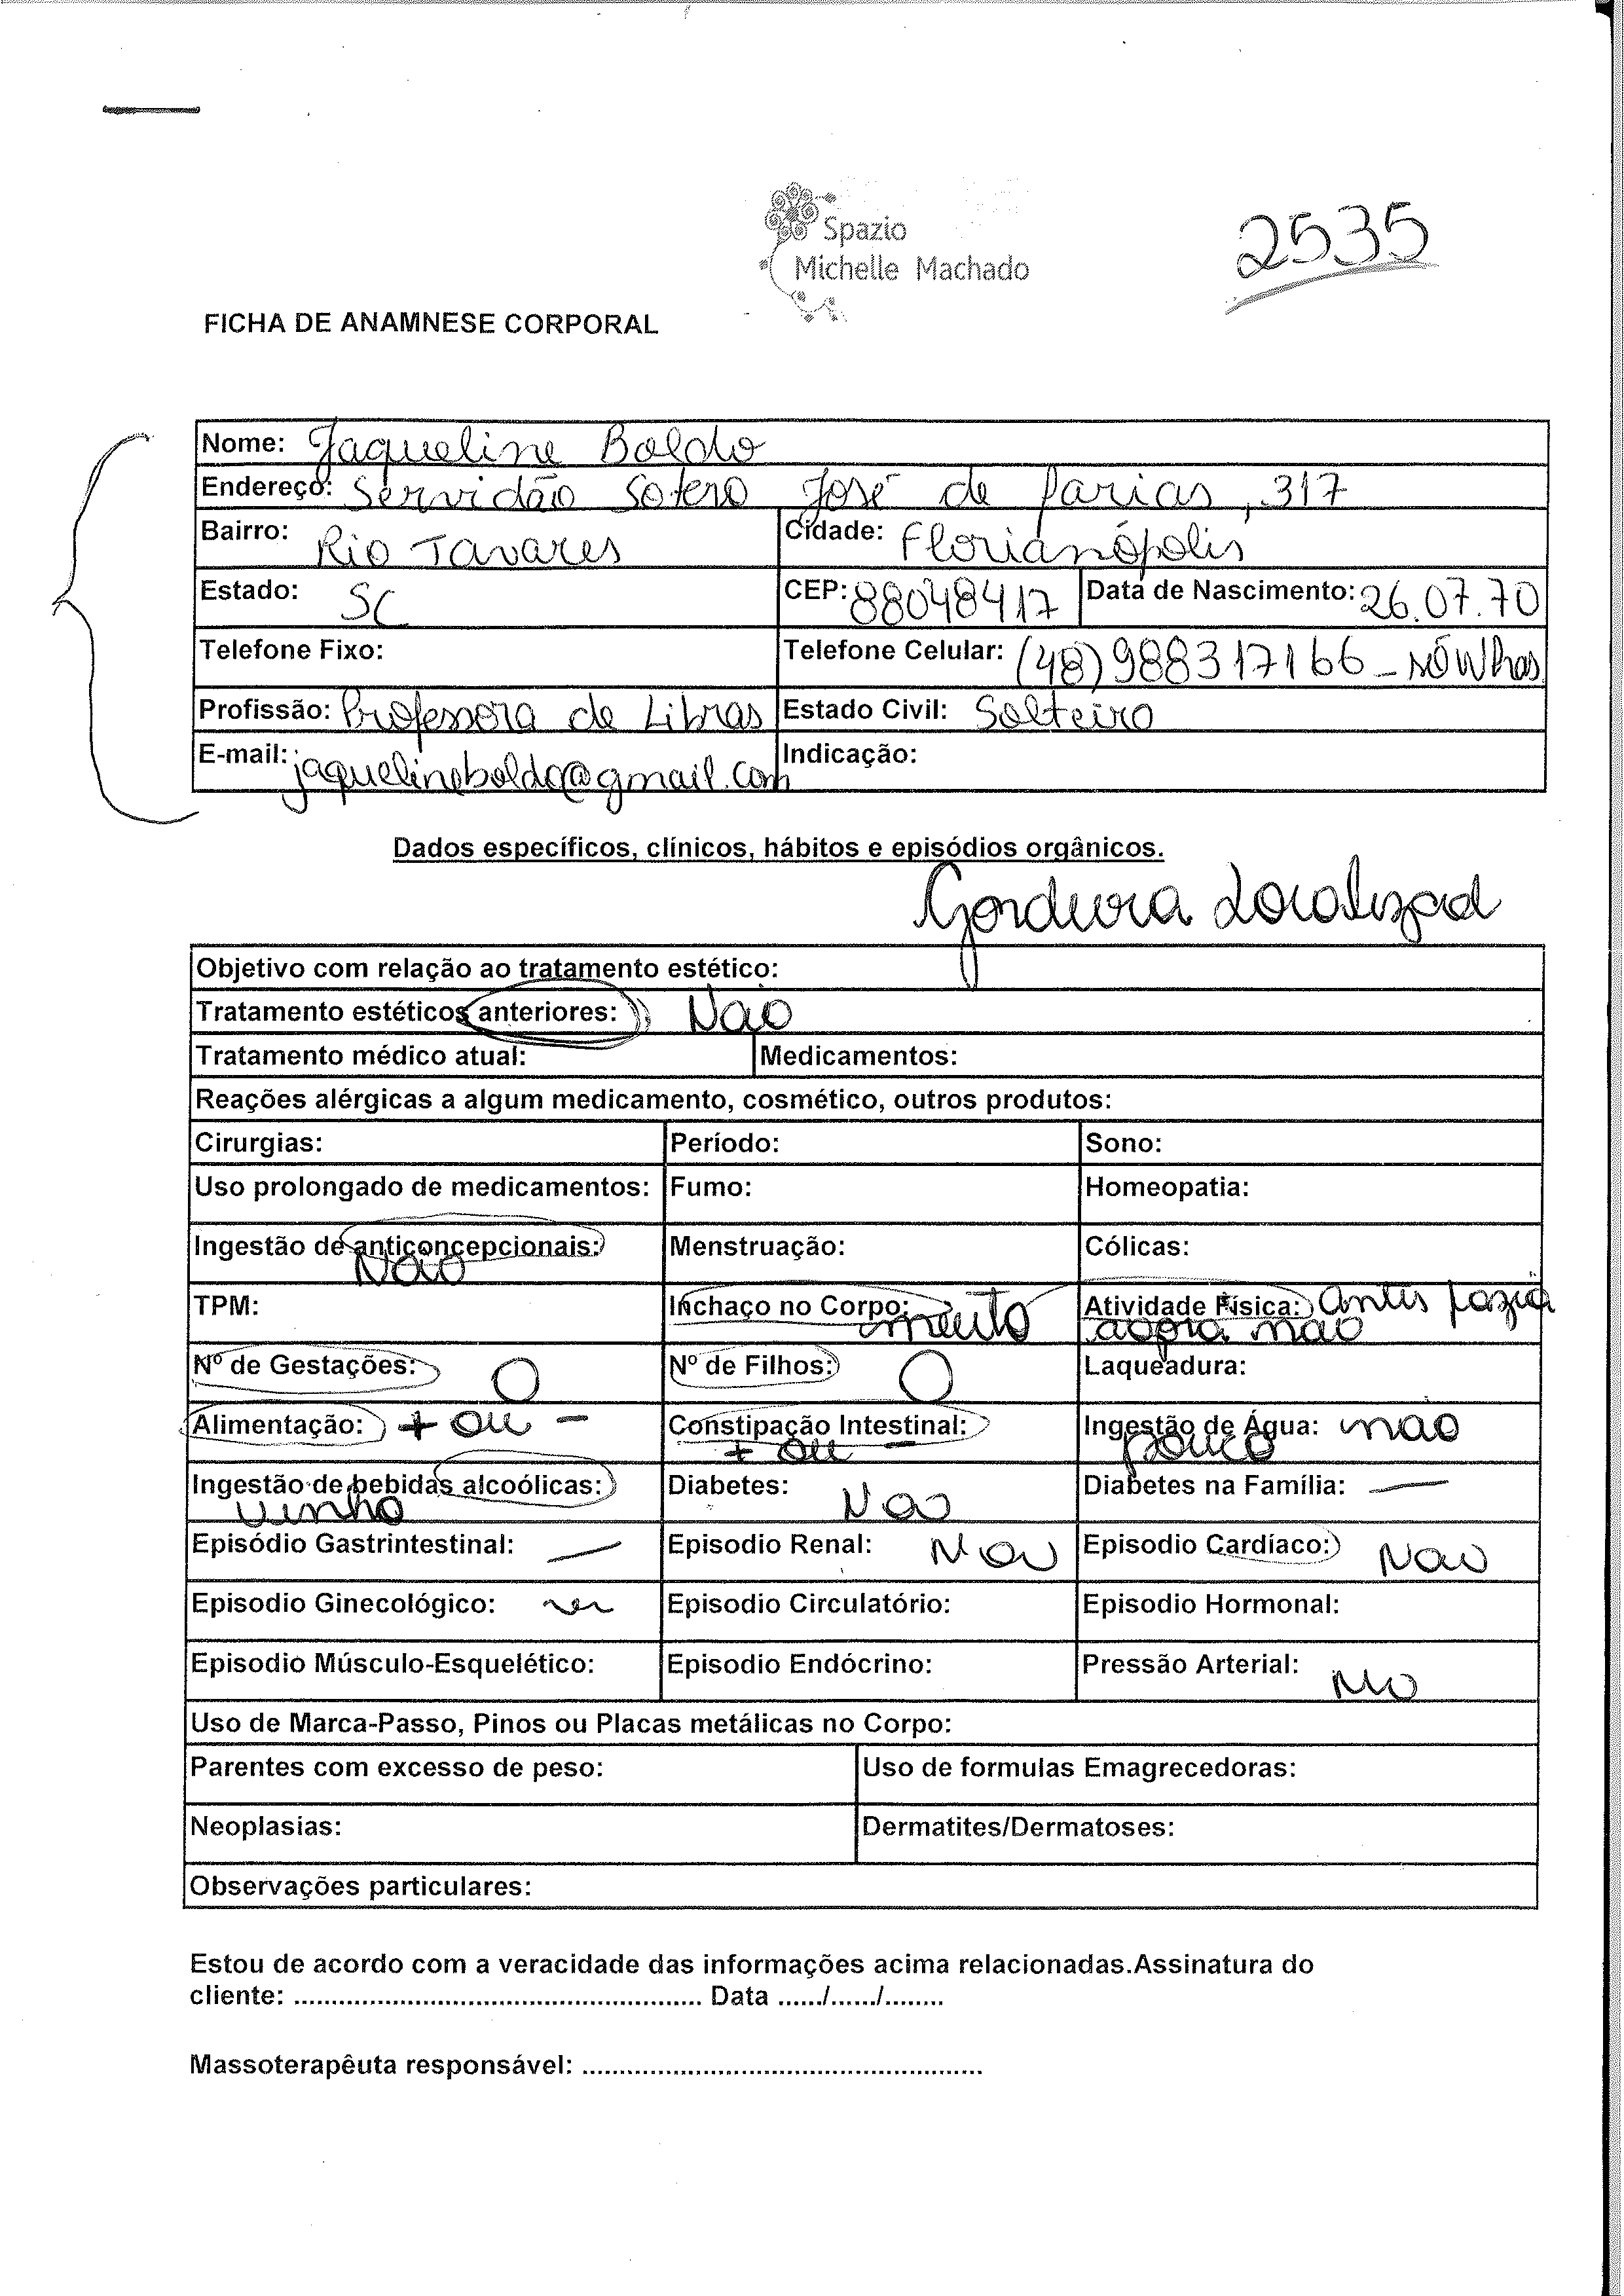 Spazio
Michelle Machado
2535
FICHA DE ANAMNESE CORPORAL
Nome: Jaqueline Boldo
Endereço: Servidão Sotero José de Farias, 317
Bairro: Rio Tavares Cidade: Florianópolis
Estado: SC CEP: 88048417 Data de Nascimento: 26.07.70
Telefone Fixo: Telefone Celular: (48) 988317166 - só Whas
Profissão: Professora de Libras Estado Civil: Solteiro
E-mail: jaquelineboldo@gmail.com Indicação:
Dados específicos, clínicos, hábitos e episódios orgânicos.
Gordura Localizad
Objetivo com relação ao tratamento estético:
Tratamento estéticos anteriores: Não
Tratamento médico atual: Medicamentos:
Reações alérgicas a algum medicamento, cosmético, outros produtos:
Cirurgias: Período: Sono:
Uso prolongado de medicamentos: Fumo: Homeopatia:
Ingestão de anticoncepcionais: Menstruação: Cólicas:
Não
TPM: Inchaço no Corpo: muito Atividade Física: antes fazia
agora não
Nº de Gestações: 0 Nº de Filhos: 0 Laqueadura:
Alimentação: + ou - Constipação Intestinal: Ingestão de Água: não
+ ou - pouco
Ingestão de bebidas alcoólicas: Diabetes: Não Diabetes na Família: —
vinho
Episódio Gastrintestinal: — Episodio Renal: Não Episodio Cardíaco: Não
Episodio Ginecológico: Episodio Circulatório: Episodio Hormonal:
Episodio Músculo-Esquelético: Episodio Endócrino: Pressão Arterial:
Uso de Marca-Passo, Pinos ou Placas metálicas no Corpo:
Parentes com excesso de peso: Uso de formulas Emagrecedoras:
Neoplasias: Dermatites/Dermatoses:
Observações particulares:
Estou de acordo com a veracidade das informações acima relacionadas.Assinatura do
cliente: ...................................................... Data ....../....../........
Massoterapêuta responsável: ......................................................